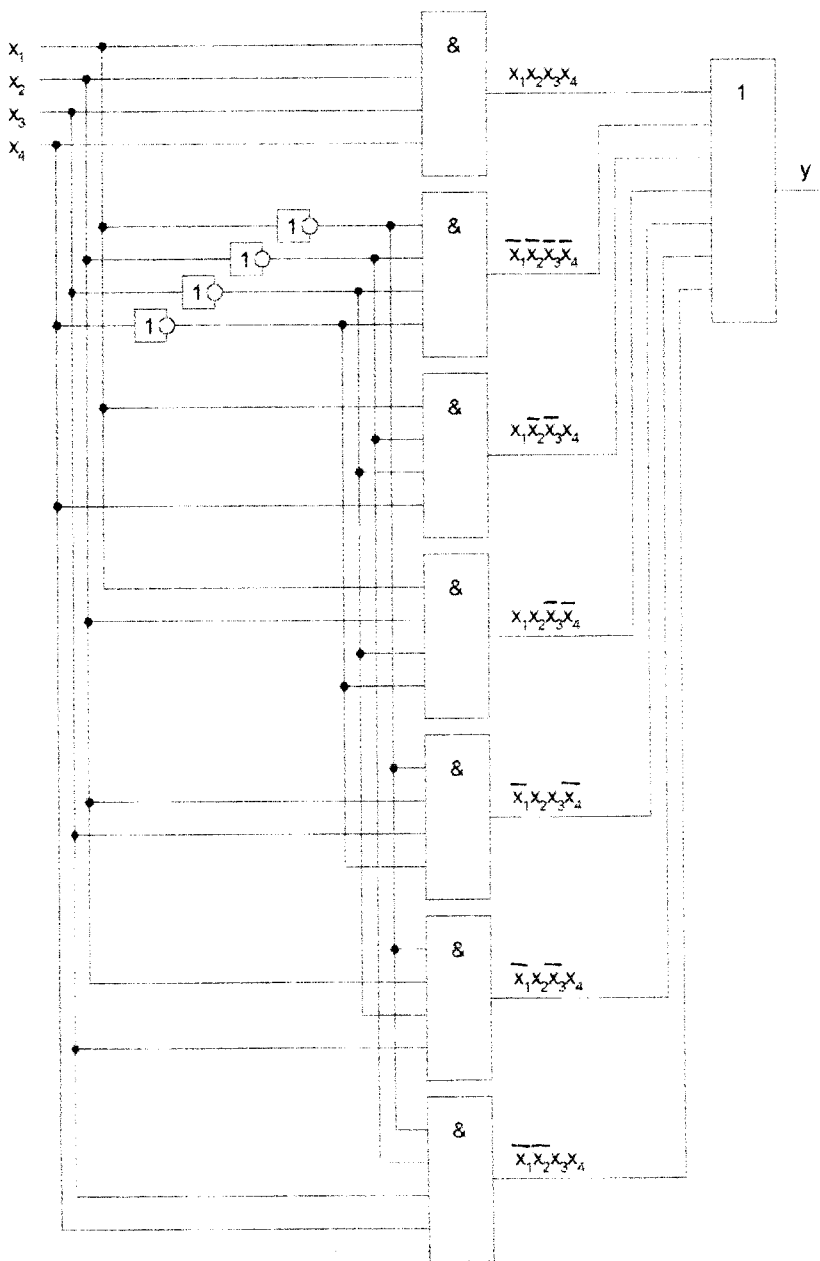 x₁
x₂
x₃
x₄
&
x₁x₂x₃x₄
1
y
1
1
1
1
&
x̅₁x̅₂x̅₃x̅₄
&
x₁x̅₂x̅₃x₄
&
x₁x₂x̅₃x̅₄
&
x̅₁x₂x₃x̅₄
&
x̅₁x₂x̅₃x₄
&
x̅₁x̅₂x₃x₄